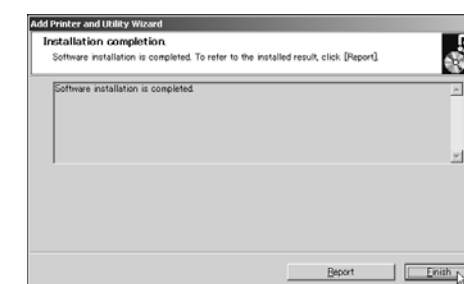 Add Printer and Utility Wizard
Installation completion.
Software installation is completed. To refer to the installed result, click [Report].
Software installation is completed.
Report
Finish